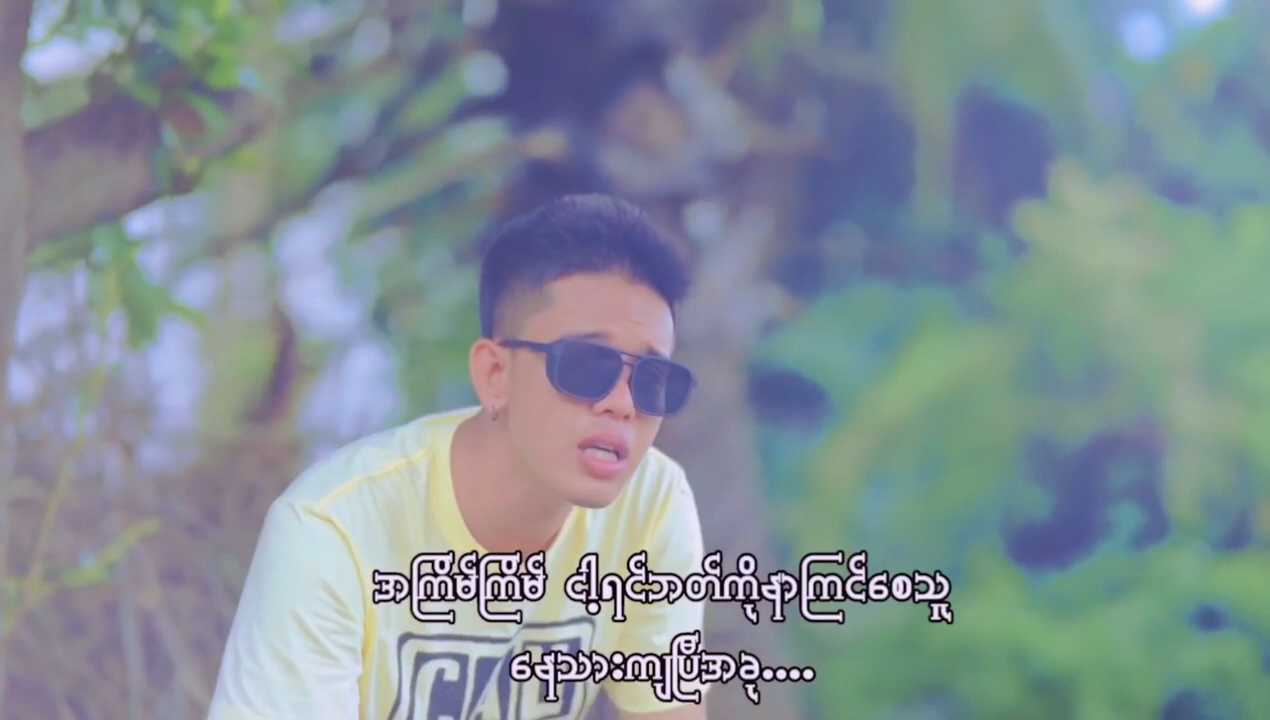 အကြိမ်ကြိမ် ငါ့ရင်ဘတ်ကိုနာကြင်စေသူ
နေသားကျပြီအခု....